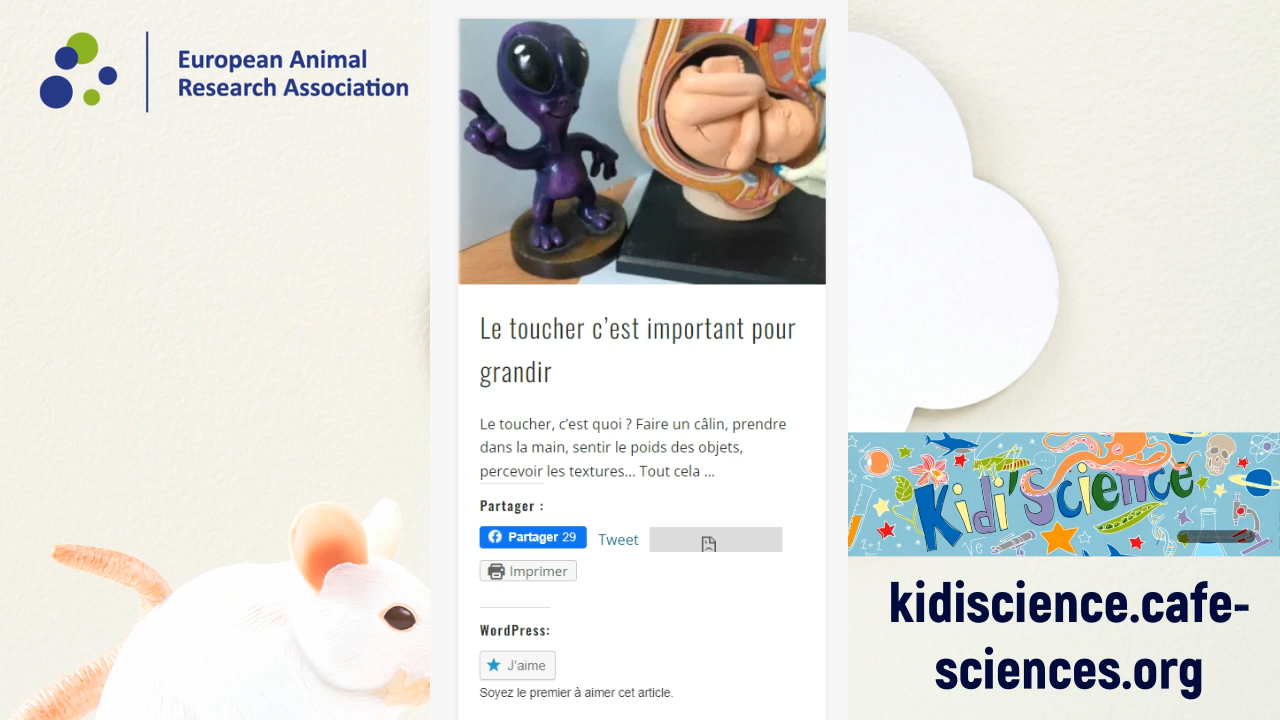 European Animal
Research Association
Le toucher c’est important pour
grandir
Le toucher, c’est quoi ? Faire un câlin, prendre
dans la main, sentir le poids des objets,
percevoir les textures… Tout cela …
Partager :
Partager 29
Tweet
Imprimer
WordPress:
J’aime
Soyez le premier à aimer cet article.
Kidi'Science
1+1
kidiscience.cafe-
sciences.org